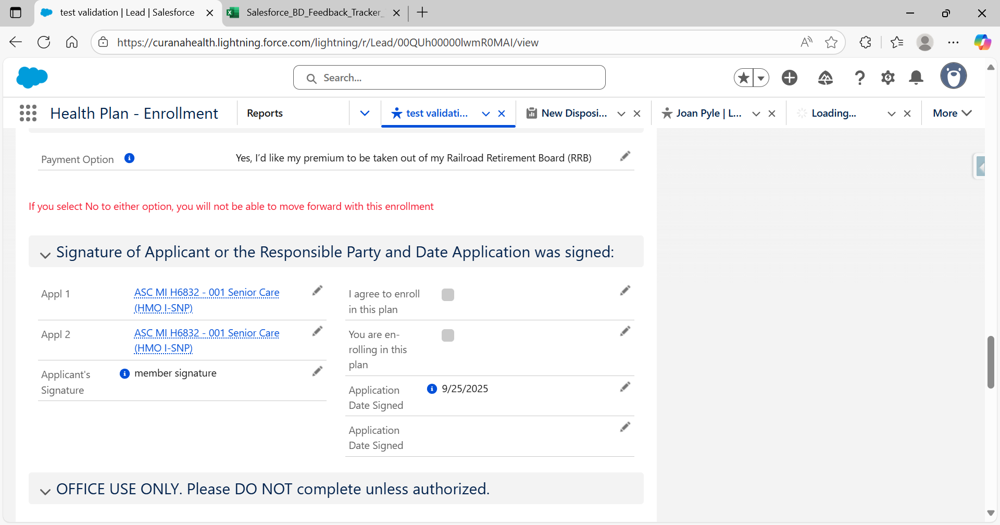 test validation | Lead | Salesforce
Salesforce_BD_Feedback_Tracker_
https://curanahealth.lightning.force.com/lightning/r/Lead/00QUh00000lwmR0MAI/view
Search...
Health Plan - Enrollment
Reports
test validati...
New Disposi...
Joan Pyle | L...
Loading...
More
Payment Option
Yes, I’d like my premium to be taken out of my Railroad Retirement Board (RRB)
If you select No to either option, you will not be able to move forward with this enrollment
Signature of Applicant or the Responsible Party and Date Application was signed:
Appl 1
ASC MI H6832 - 001 Senior Care
(HMO I-SNP)
I agree to enroll
in this plan
Appl 2
ASC MI H6832 - 001 Senior Care
(HMO I-SNP)
You are en-
rolling in this
plan
Applicant's
Signature
member signature
Application
Date Signed
9/25/2025
Application
Date Signed
OFFICE USE ONLY. Please DO NOT complete unless authorized.